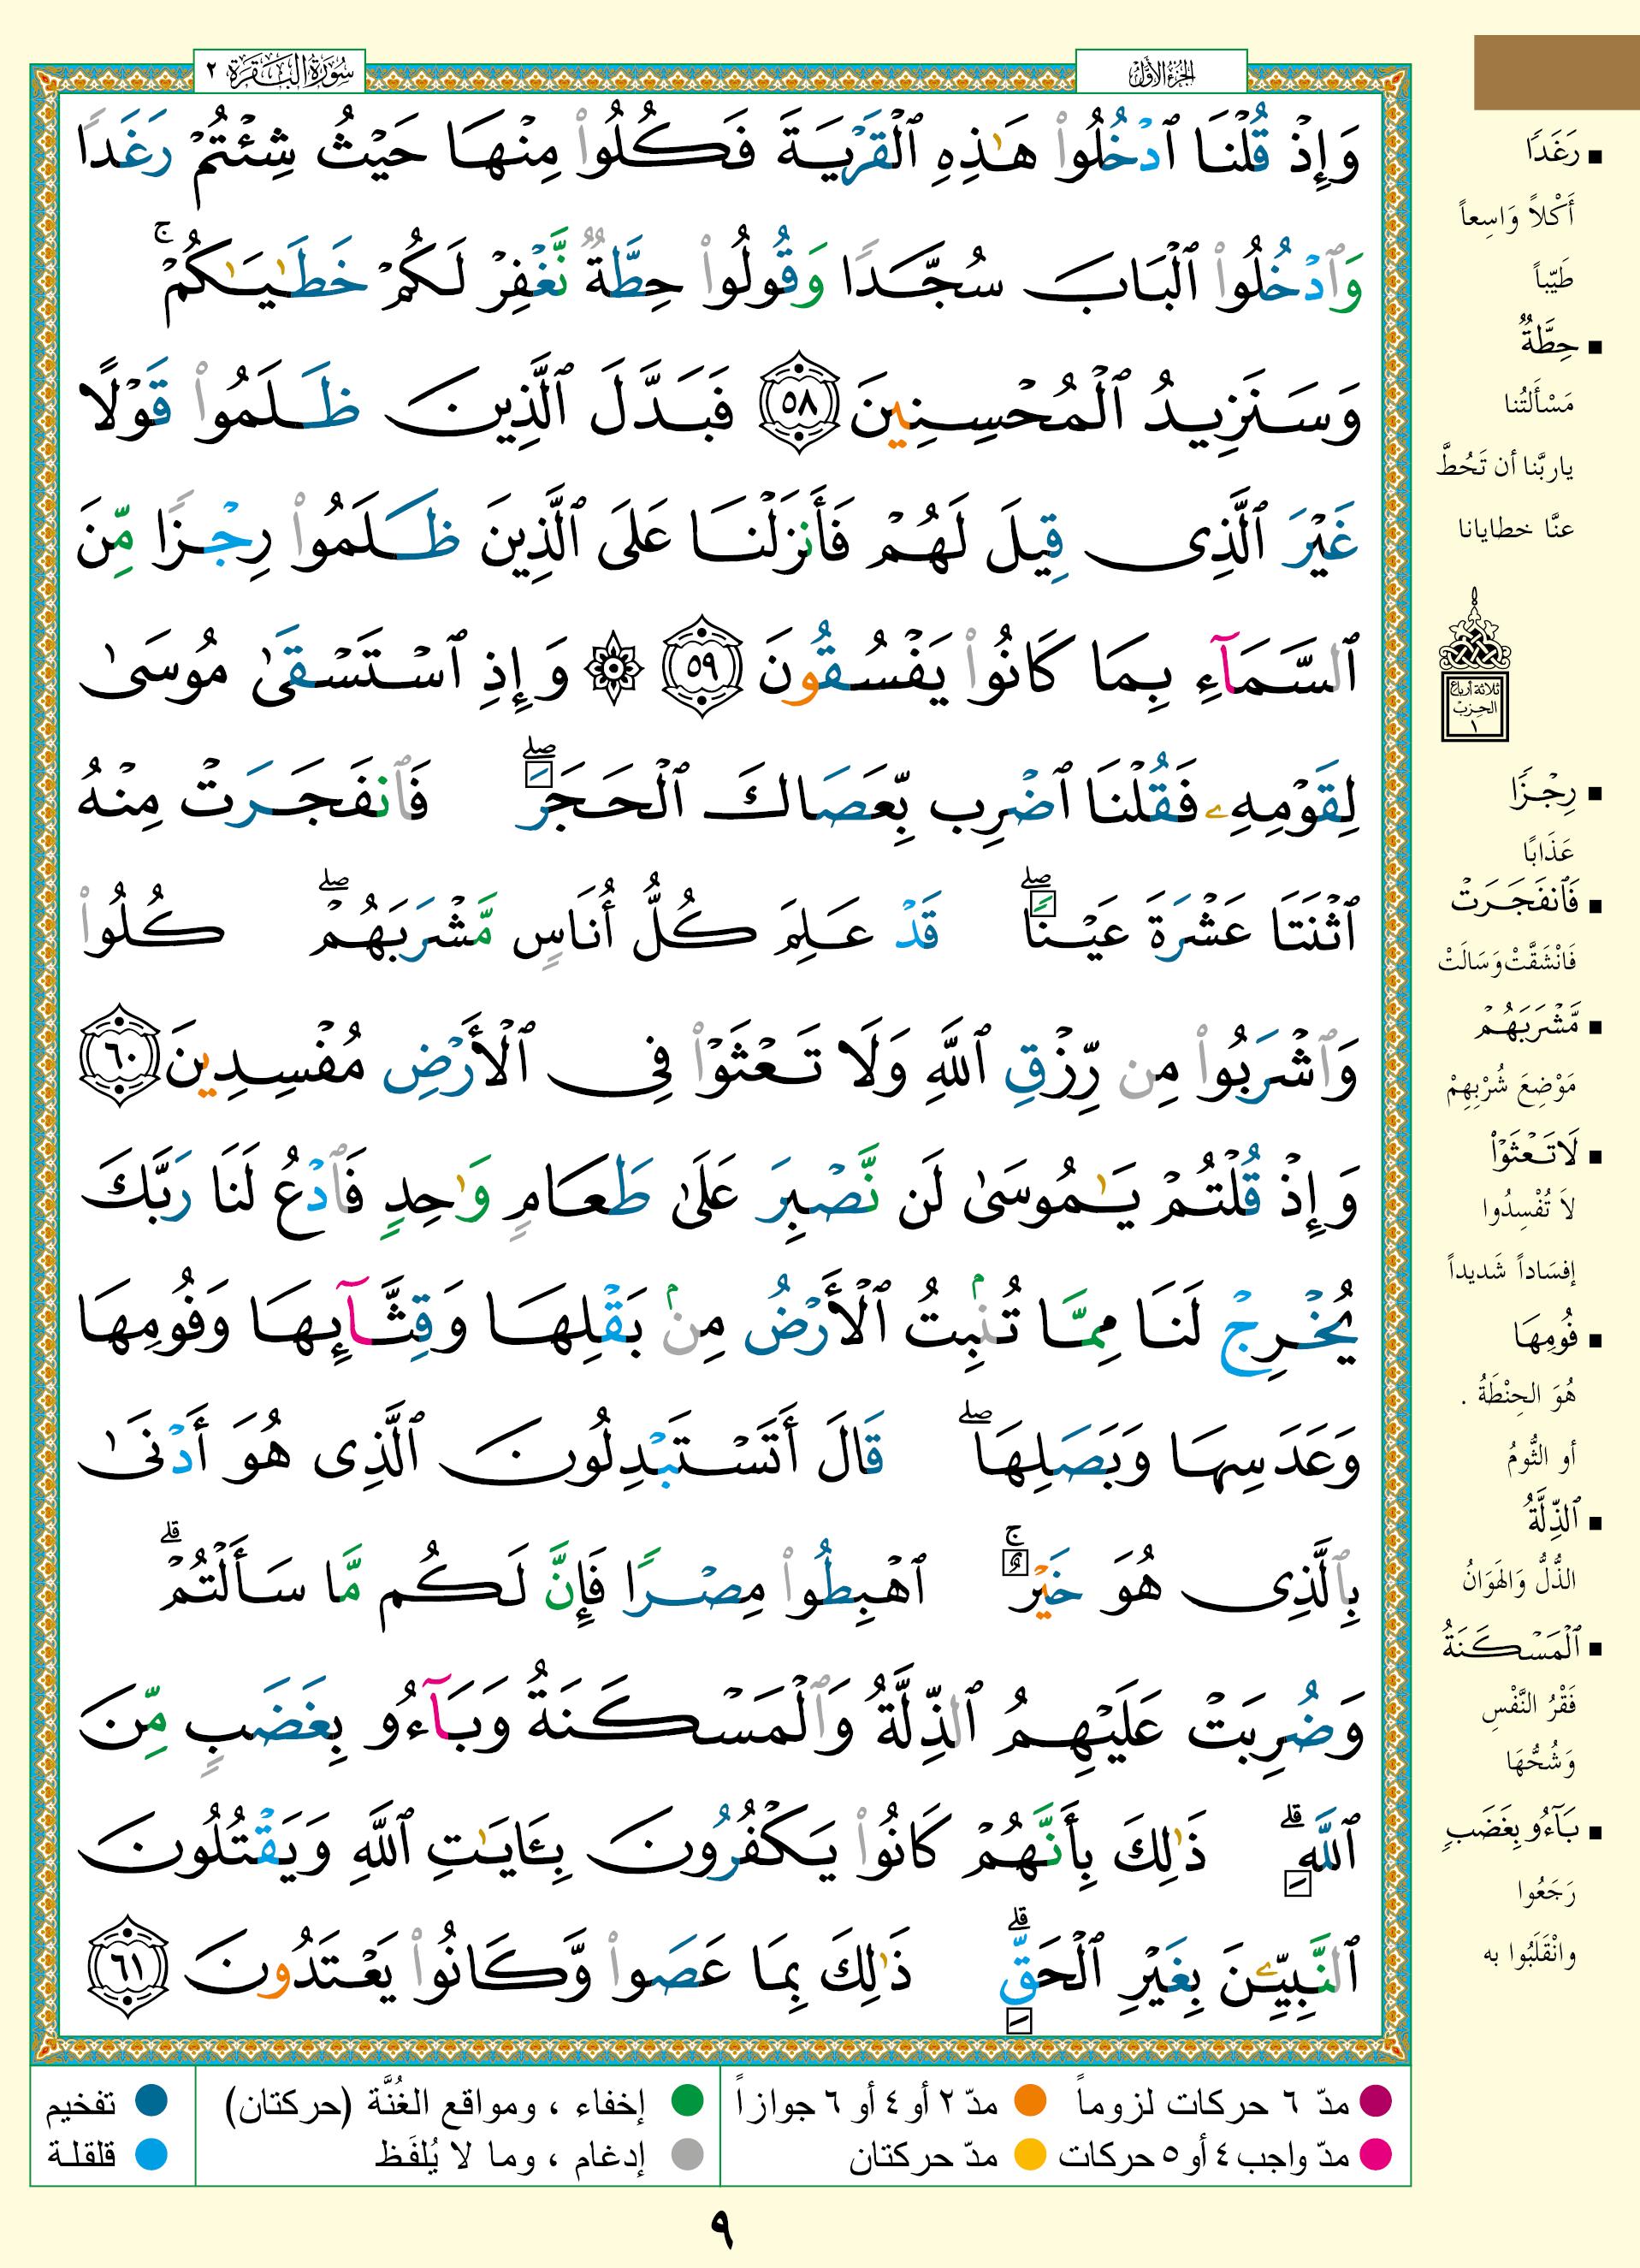 الجزء الأول
سورة البقرة ٢
وَإِذْ قُلْنَا ٱدْخُلُوا۟ هَـٰذِهِ ٱلْقَرْيَةَ فَكُلُوا۟ مِنْهَا حَيْثُ شِئْتُمْ رَغَدًا
وَٱدْخُلُوا۟ ٱلْبَابَ سُجَّدًا وَقُولُوا۟ حِطَّةٌ نَّغْفِرْ لَكُمْ خَطَـٰيَـٰكُمْ ۚ
وَسَنَزِيدُ ٱلْمُحْسِنِينَ ٥٨ فَبَدَّلَ ٱلَّذِينَ ظَلَمُوا۟ قَوْلًا
غَيْرَ ٱلَّذِى قِيلَ لَهُمْ فَأَنزَلْنَا عَلَى ٱلَّذِينَ ظَلَمُوا۟ رِجْزًا مِّنَ
ٱلسَّمَآءِ بِمَا كَانُوا۟ يَفْسُقُونَ ٥٩ ۞ وَإِذِ ٱسْتَسْقَىٰ مُوسَىٰ
لِقَوْمِهِۦ فَقُلْنَا ٱضْرِب بِّعَصَاكَ ٱلْحَجَرَ ۖ فَٱنفَجَرَتْ مِنْهُ
ٱثْنَتَا عَشْرَةَ عَيْنًا ۖ قَدْ عَلِمَ كُلُّ أُنَاسٍ مَّشْرَبَهُمْ ۖ كُلُوا۟
وَٱشْرَبُوا۟ مِن رِّزْقِ ٱللَّهِ وَلَا تَعْثَوْا۟ فِى ٱلْأَرْضِ مُفْسِدِينَ ٦٠
وَإِذْ قُلْتُمْ يَـٰمُوسَىٰ لَن نَّصْبِرَ عَلَىٰ طَعَامٍ وَٰحِدٍ فَٱدْعُ لَنَا رَبَّكَ
يُخْرِجْ لَنَا مِمَّا تُنۢبِتُ ٱلْأَرْضُ مِنۢ بَقْلِهَا وَقِثَّآئِهَا وَفُومِهَا
وَعَدَسِهَا وَبَصَلِهَا ۖ قَالَ أَتَسْتَبْدِلُونَ ٱلَّذِى هُوَ أَدْنَىٰ
بِٱلَّذِى هُوَ خَيْرٌ ۚ ٱهْبِطُوا۟ مِصْرًا فَإِنَّ لَكُم مَّا سَأَلْتُمْ ۗ
وَضُرِبَتْ عَلَيْهِمُ ٱلذِّلَّةُ وَٱلْمَسْكَنَةُ وَبَآءُو بِغَضَبٍ مِّنَ
ٱللَّهِ ۗ ذَٰلِكَ بِأَنَّهُمْ كَانُوا۟ يَكْفُرُونَ بِـَٔايَـٰتِ ٱللَّهِ وَيَقْتُلُونَ
ٱلنَّبِيِّـۧنَ بِغَيْرِ ٱلْحَقِّ ۗ ذَٰلِكَ بِمَا عَصَوا۟ وَّكَانُوا۟ يَعْتَدُونَ ٦١
رَغَدًا
أَكْلاً وَاسِعاً
طَيِّباً
حِطَّةٌ
مَسْأَلَتُنا
ياربَّنا أن تَحُطَّ
عنَّا خطايانا
ثلاثة أرباع
الحزب
١
رِجْزًا
عَذَابًا
فَٱنفَجَرَتْ
فَانْشَقَّتْ وَسَالَتْ
مَّشْرَبَهُمْ
مَوْضِعَ شُرْبِهِمْ
لَا تَعْثَوْا۟
لاَ تُفْسِدُوا
إفسَاداً شَديداً
فُومِهَا
هُوَ الحِنْطَةُ .
أو الثُّومُ
ٱلذِّلَّةُ
الذُّلُّ وَالهَوَانُ
ٱلْمَسْكَنَةُ
فَقْرُ النَّفْسِ
وَشُحُّهَا
بَآءُو بِغَضَبٍ
رَجَعُوا
وانْقَلَبُوا به
مدّ ٦ حركات لزوماً مدّ ٢ أو ٤ أو ٦ جوازاً إخفاء ، ومواقع الغُنَّة (حركتان) تفخيم
مدّ واجب ٤ أو ٥ حركات مدّ حركتان إدغام ، وما لا يُلفَظ قلقلة
٩